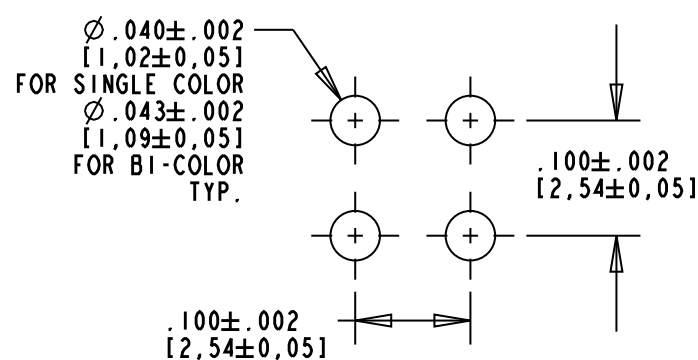 Ø.040±.002
[1,02±0,05]
FOR SINGLE COLOR
Ø.043±.002
[1,09±0,05]
FOR BI-COLOR
TYP.
.100±.002
[2,54±0,05]
.100±.002
[2,54±0,05]